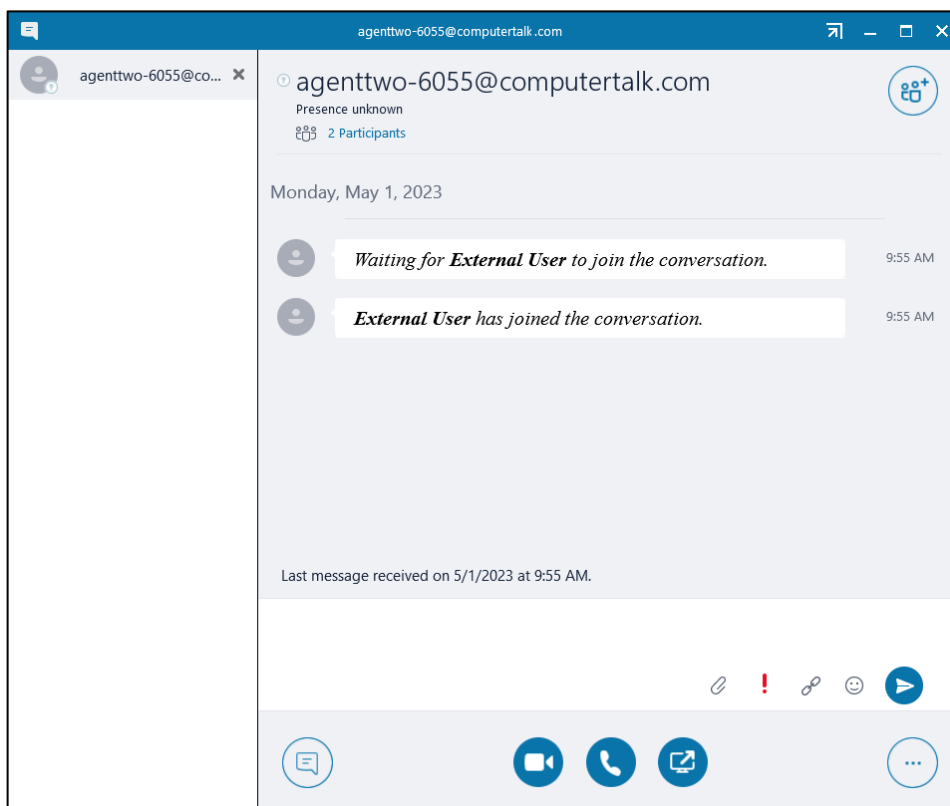 agenttwo-6055@computertalk.com
agenttwo-6055@co...
agenttwo-6055@computertalk.com
Presence unknown
2 Participants
Monday, May 1, 2023
Waiting for External User to join the conversation.
9:55 AM
External User has joined the conversation.
9:55 AM
Last message received on 5/1/2023 at 9:55 AM.